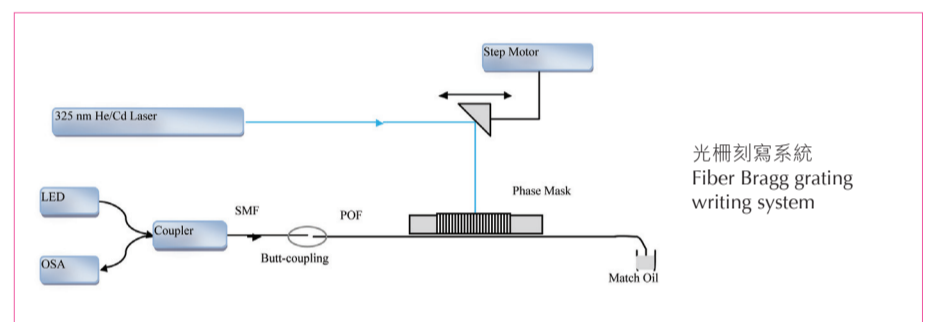 Step Motor
325 nm He/Cd Laser
光柵刻寫系統
Fiber Bragg grating
writing system
Phase Mask
LED
SMF
POF
Coupler
Butt-coupling
OSA
Match Oil